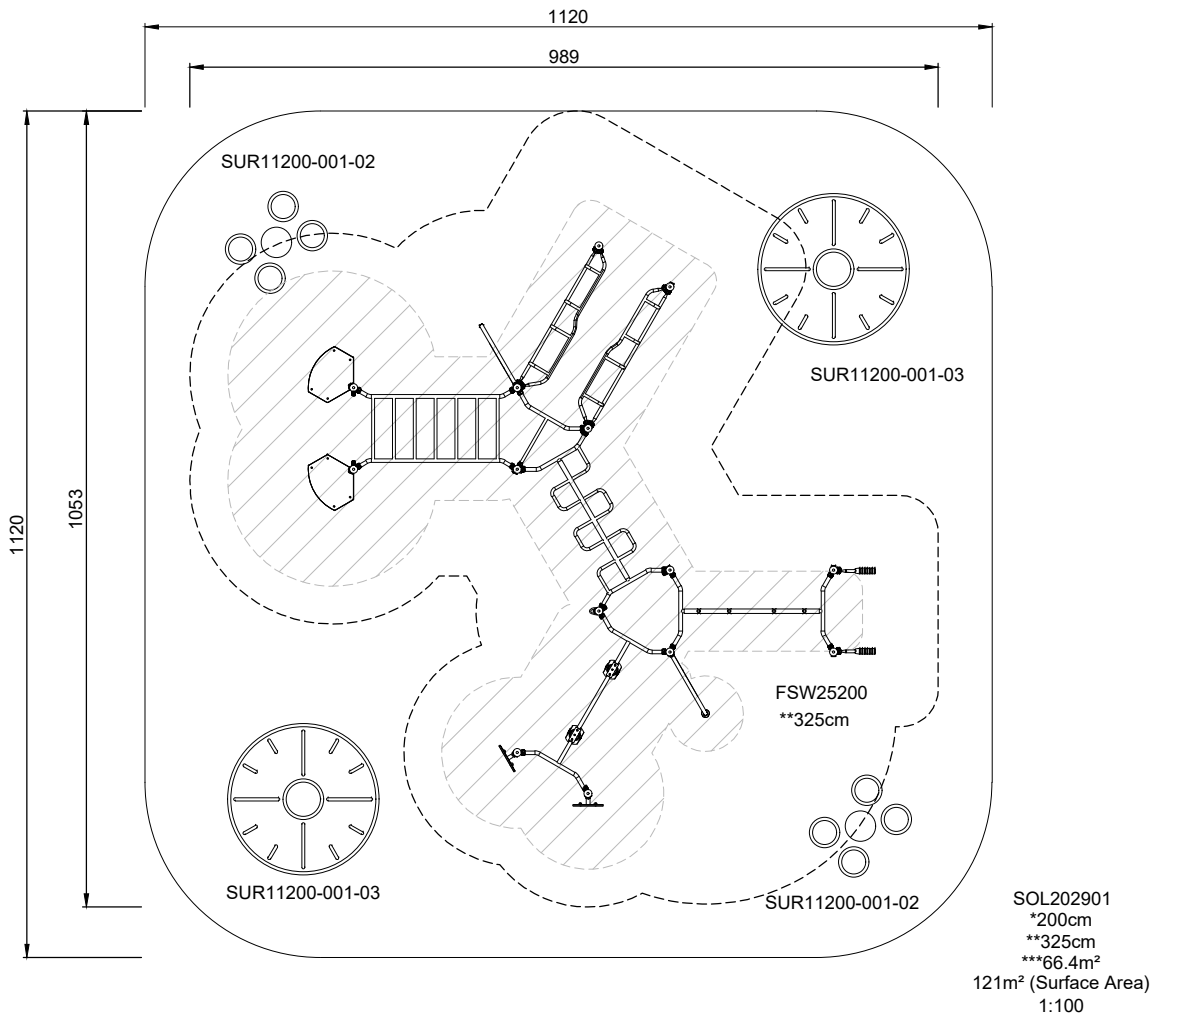 1120
989
SUR11200-001-02
SUR11200-001-03
1053
1120
FSW25200
**325cm
SUR11200-001-03
SUR11200-001-02
SOL202901
*200cm
**325cm
***66.4m²
121m² (Surface Area)
1:100